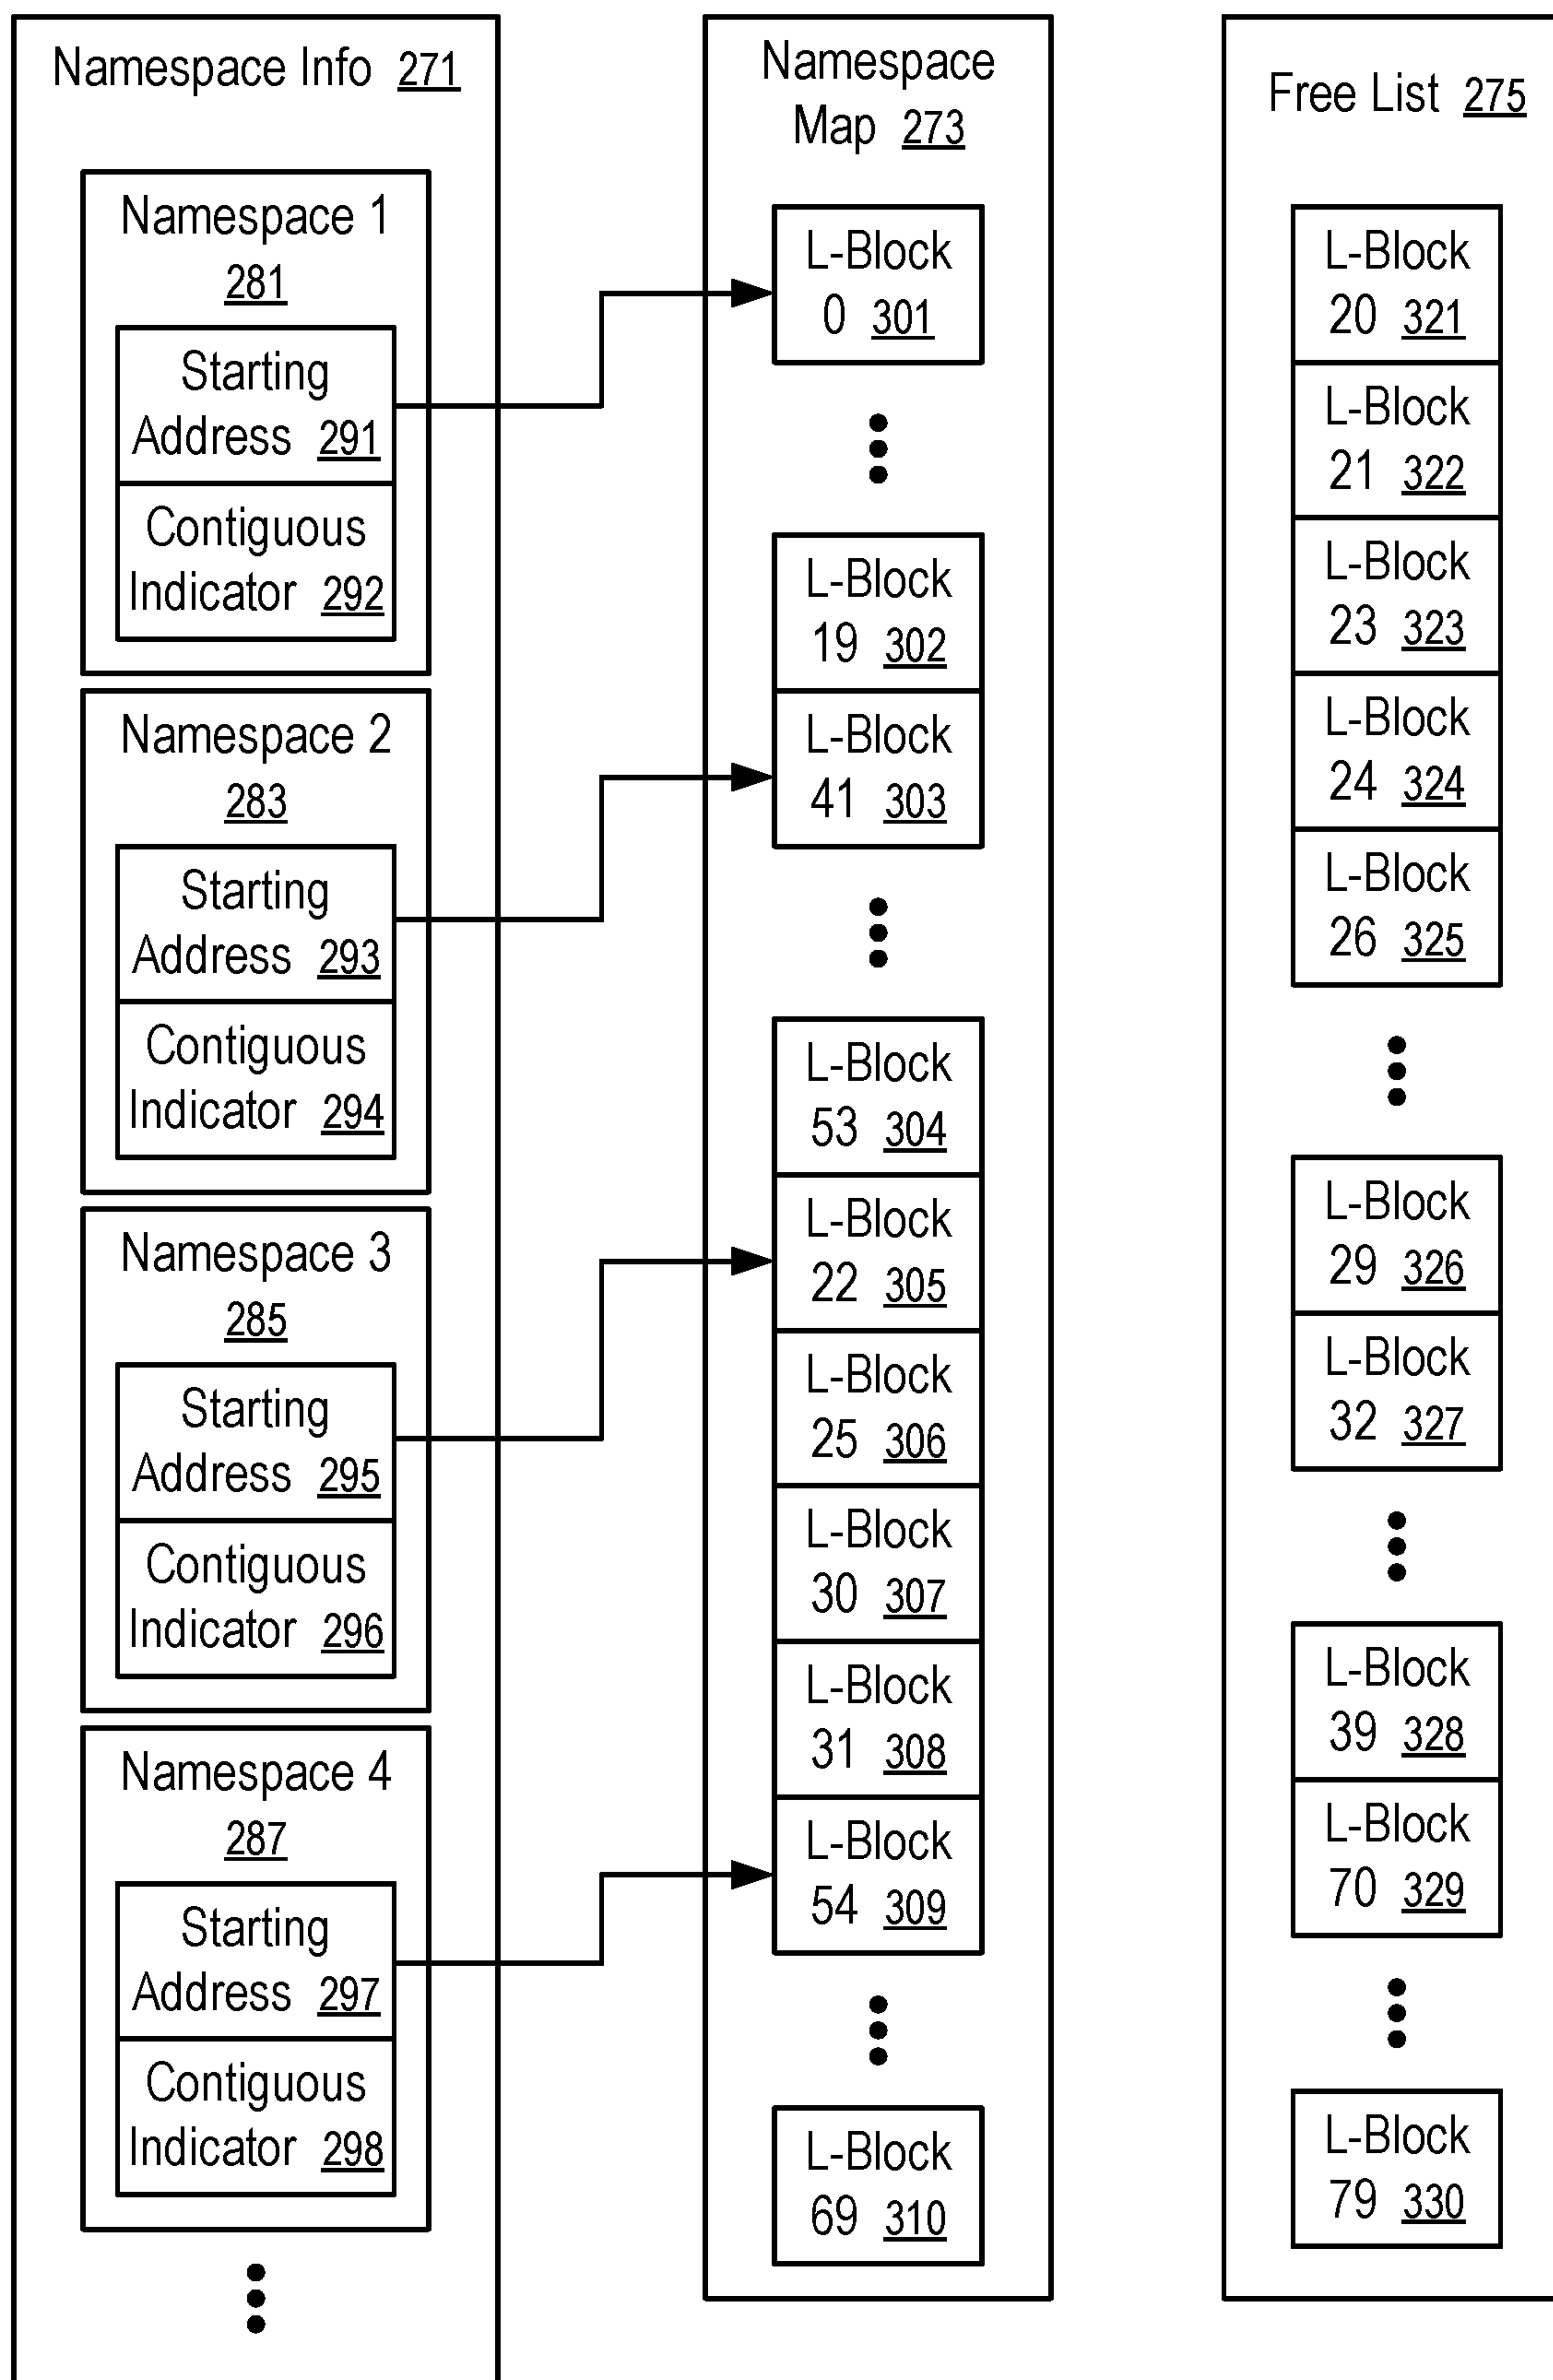 Namespace Info 271
Namespace 1
281
Starting
Address 291
Contiguous
Indicator 292
Namespace 2
283
Starting
Address 293
Contiguous
Indicator 294
Namespace 3
285
Starting
Address 295
Contiguous
Indicator 296
Namespace 4
287
Starting
Address 297
Contiguous
Indicator 298
Namespace
Map 273
L-Block
0 301
L-Block
19 302
L-Block
41 303
L-Block
53 304
L-Block
22 305
L-Block
25 306
L-Block
30 307
L-Block
31 308
L-Block
54 309
L-Block
69 310
Free List 275
L-Block
20 321
L-Block
21 322
L-Block
23 323
L-Block
24 324
L-Block
26 325
L-Block
29 326
L-Block
32 327
L-Block
39 328
L-Block
70 329
L-Block
79 330